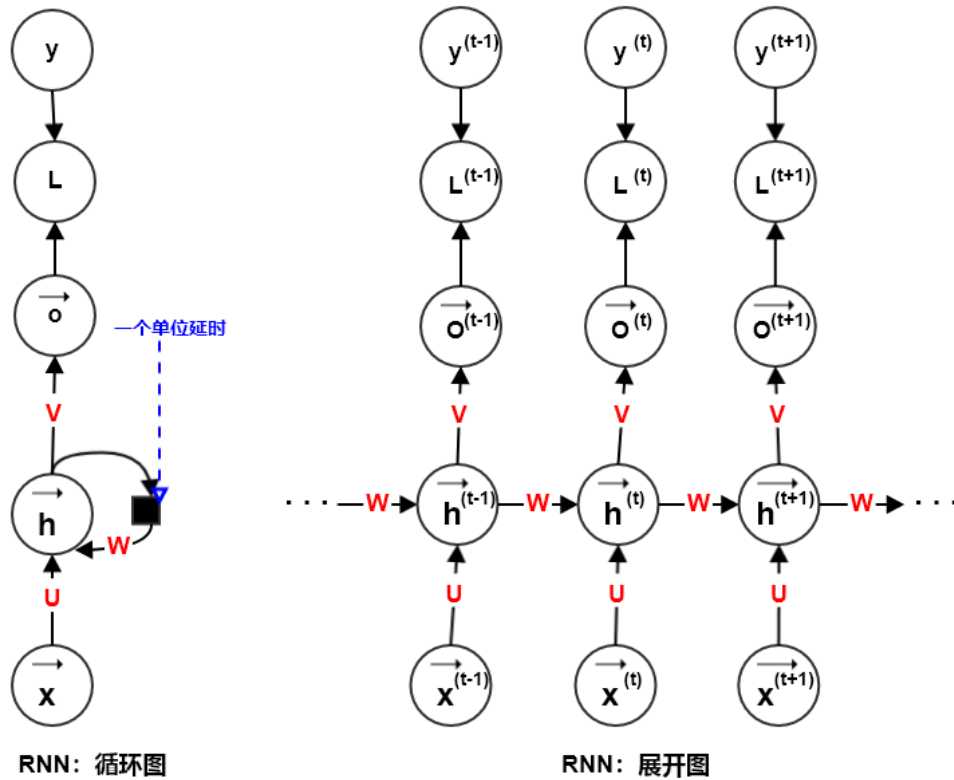 y
y(t-1)
y(t)
y(t+1)
L
L(t-1)
L(t)
L(t+1)
o
一个单位延时
o(t-1)
o(t)
o(t+1)
V
V
V
V
h
W
· · ·
W
h(t-1)
W
h(t)
W
h(t+1)
W
· · ·
U
U
U
U
x
x(t-1)
x(t)
x(t+1)
RNN：循环图
RNN：展开图